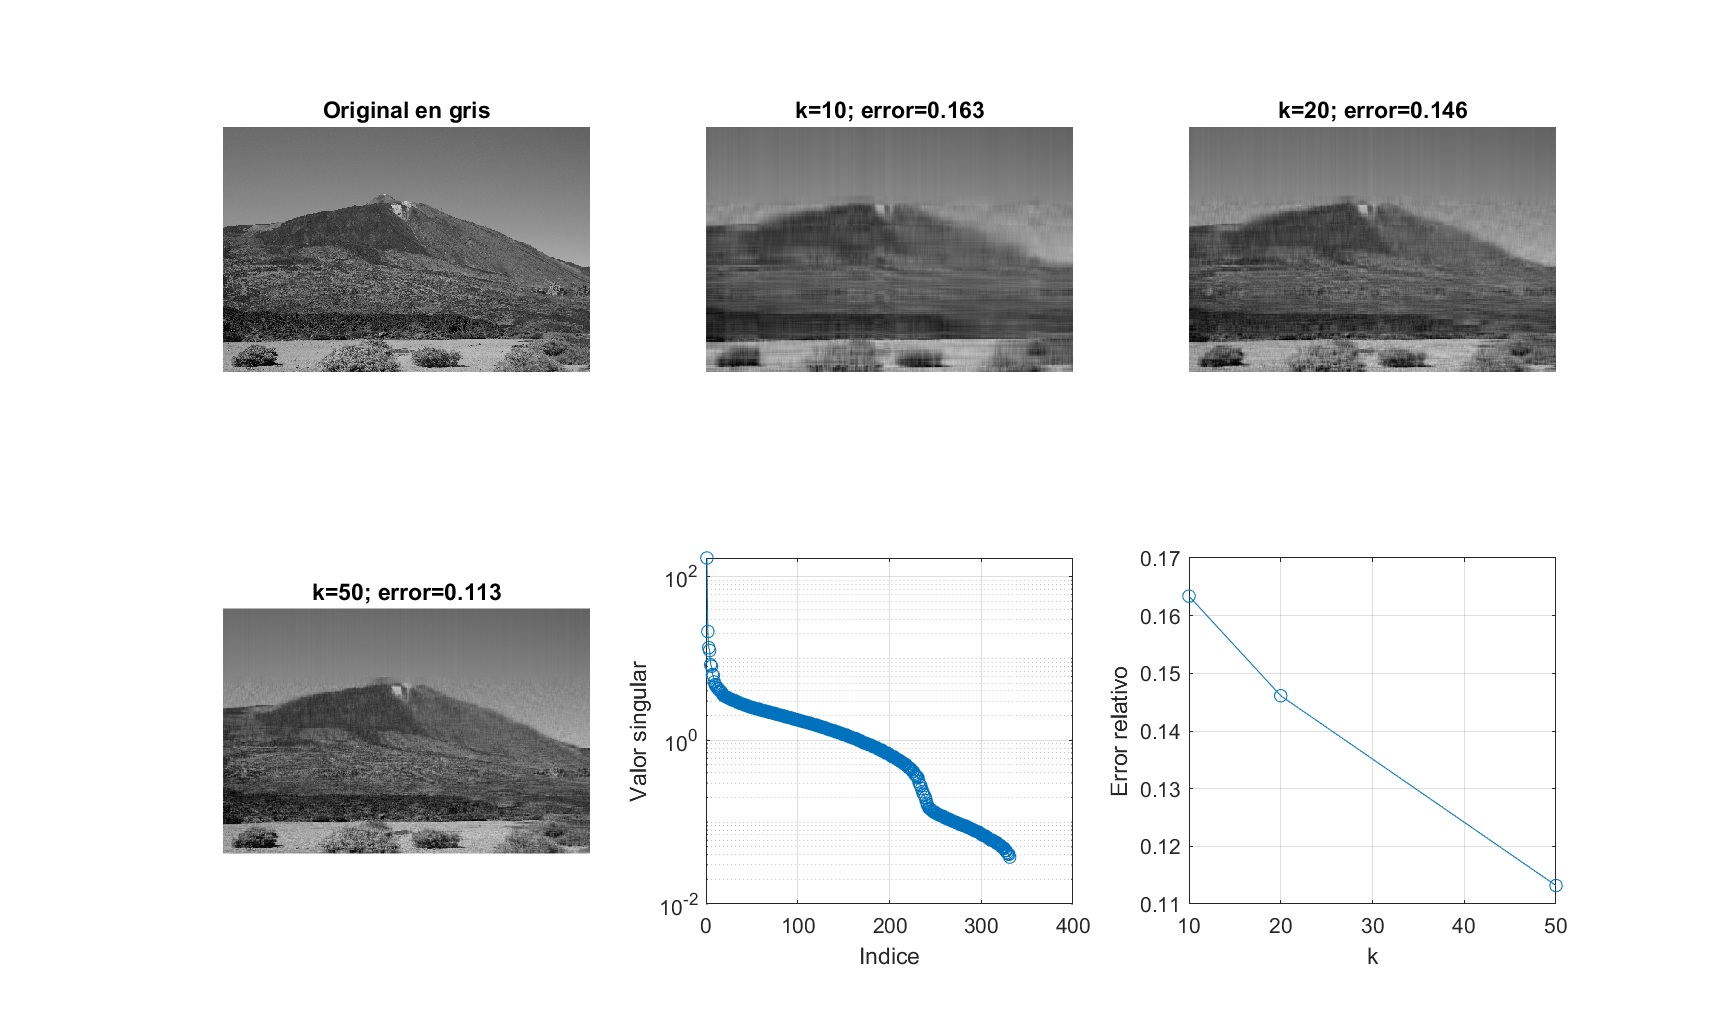 Original en gris
k=10; error=0.163
k=20; error=0.146
k=50; error=0.113
10^2
10^0
10^-2
Valor singular
0 100 200 300 400
Indice
0.17
0.16
0.15
0.14
0.13
0.12
0.11
Error relativo
10 20 30 40 50
k